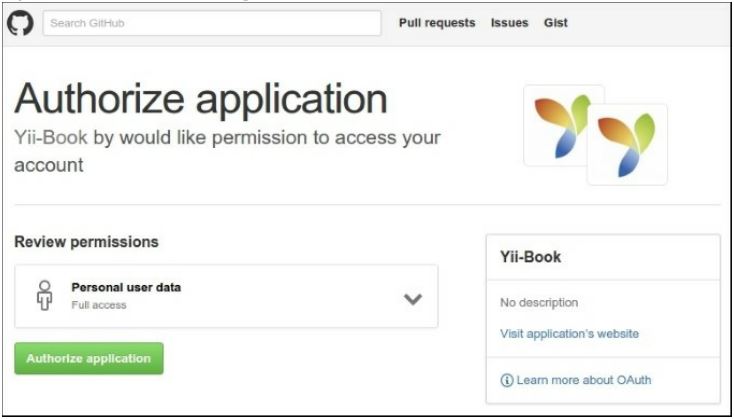 Search GitHub
Pull requests Issues Gist
Authorize application
Yii-Book by would like permission to access your
account
Review permissions
Personal user data
Full access
Authorize application
Yii-Book
No description
Visit application's website
Learn more about OAuth